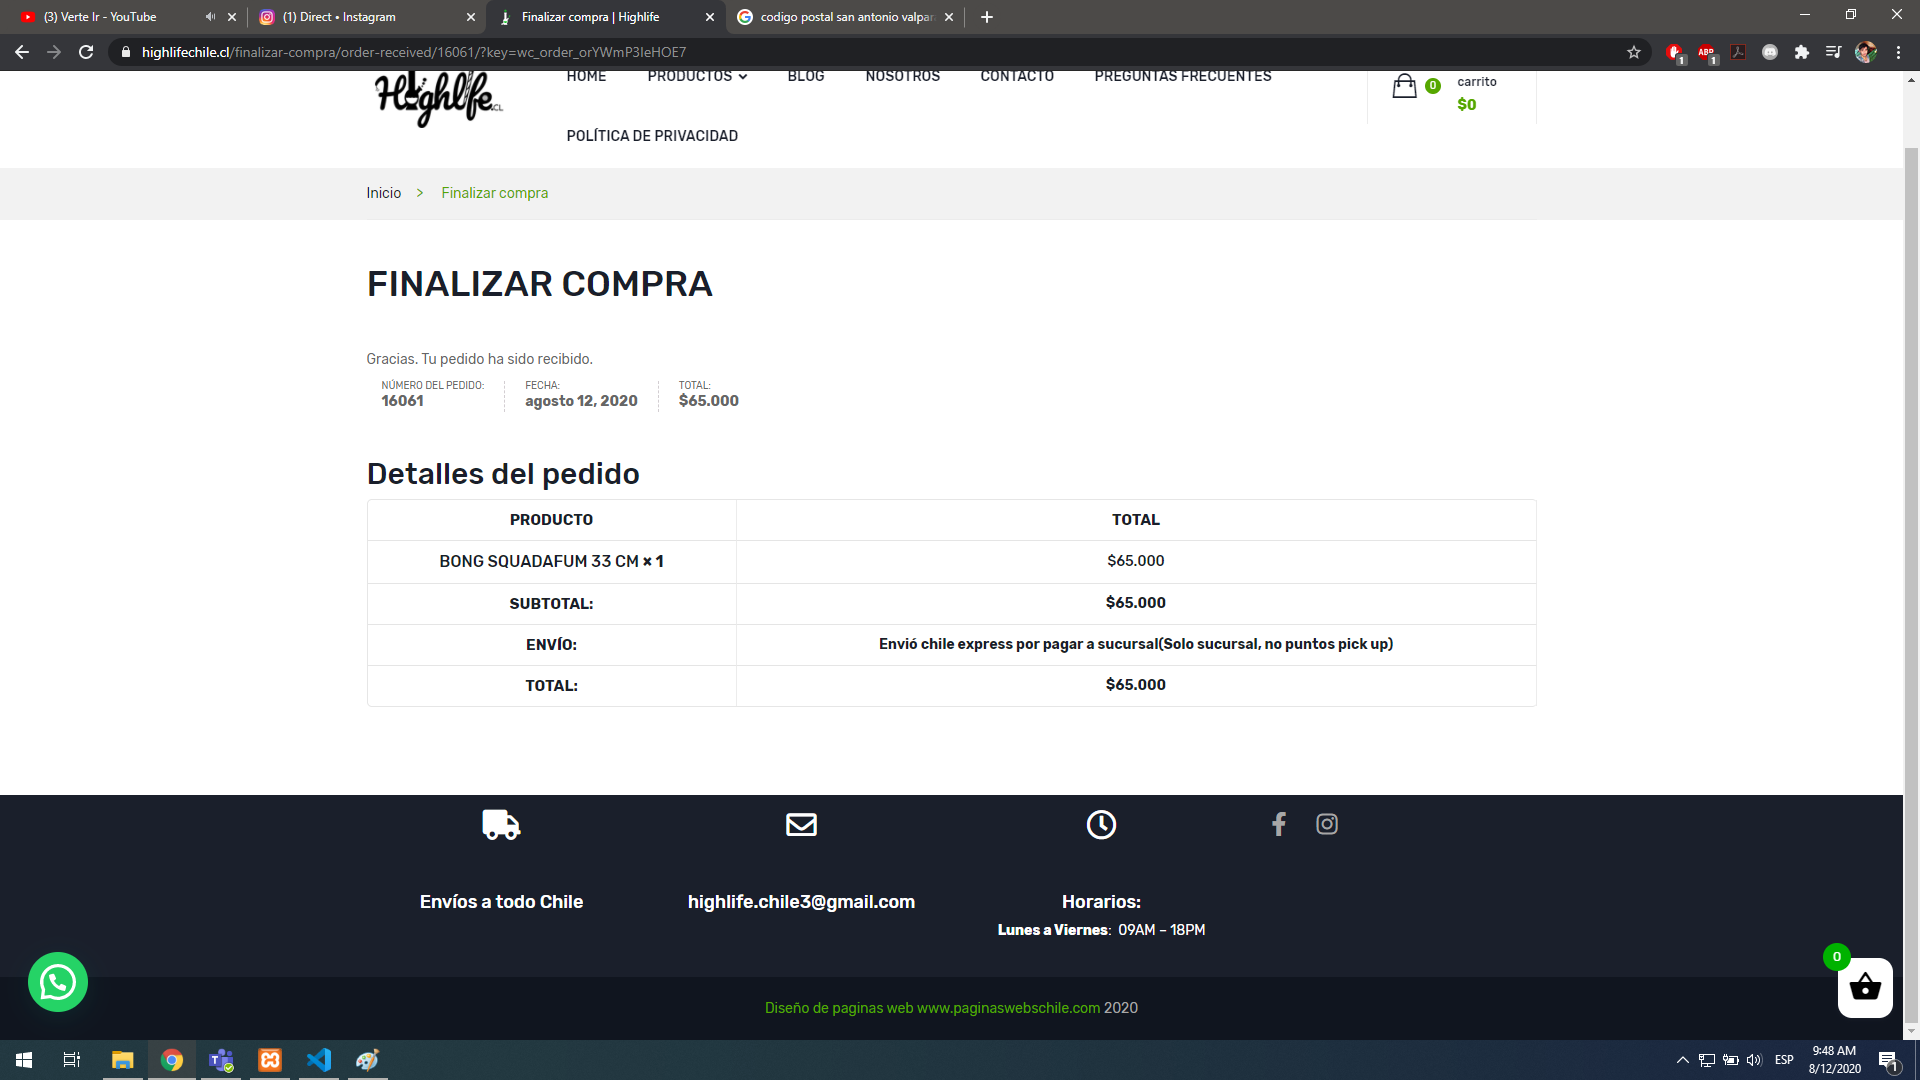 (3) Verte Ir - YouTube
(1) Direct • Instagram
Finalizar compra | Highlife
codigo postal san antonio valpar
highlifechile.cl/finalizar-compra/order-received/16061/?key=wc_order_orYWmP3IeHOE7
1
ABP
1
Highlife.CL
HOME
PRODUCTOS
BLOG
NOSOTROS
CONTACTO
PREGUNTAS FRECUENTES
POLÍTICA DE PRIVACIDAD
0
carrito
$0
Inicio > Finalizar compra
FINALIZAR COMPRA
Gracias. Tu pedido ha sido recibido.
NÚMERO DEL PEDIDO:
16061
FECHA:
agosto 12, 2020
TOTAL:
$65.000
Detalles del pedido
PRODUCTO TOTAL
BONG SQUADAFUM 33 CM × 1 $65.000
SUBTOTAL: $65.000
ENVÍO: Envió chile express por pagar a sucursal(Solo sucursal, no puntos pick up)
TOTAL: $65.000
Envíos a todo Chile
highlife.chile3@gmail.com
Horarios:
Lunes a Viernes: 09AM – 18PM
0
Diseño de paginas web www.paginaswebschile.com 2020
ESP
9:48 AM
8/12/2020
1